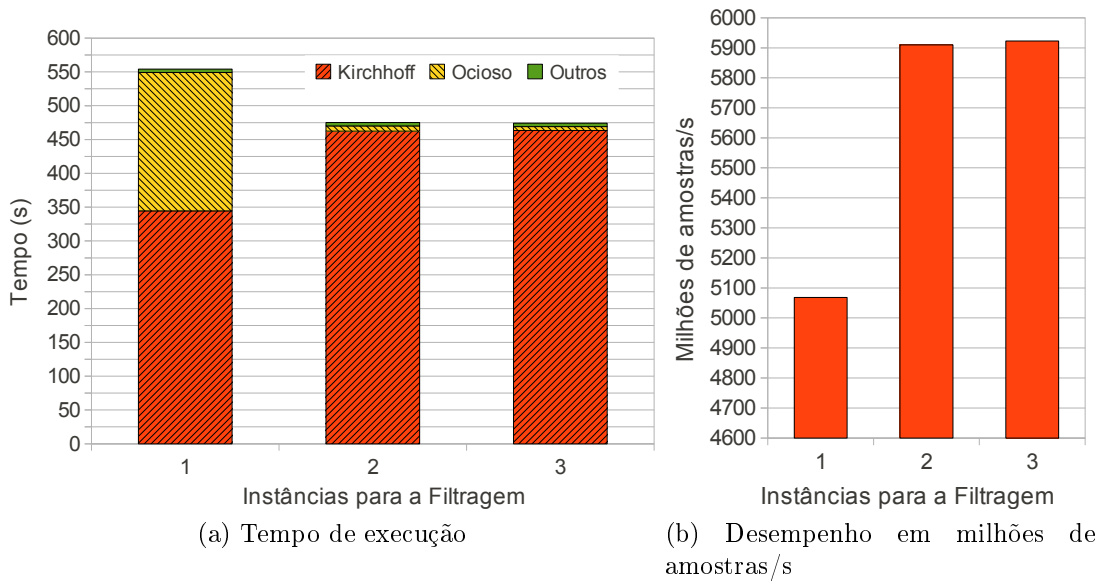 600
550
500
450
400
350
300
250
200
150
100
50
0
Tempo (s)
Kirchhoff Ocioso Outros
1 2 3
Instâncias para a Filtragem
(a) Tempo de execução
6000
5900
5800
5700
5600
5500
5400
5300
5200
5100
5000
4900
4800
4700
4600
Milhões de amostras/s
1 2 3
Instâncias para a Filtragem
(b) Desempenho em milhões de
amostras/s